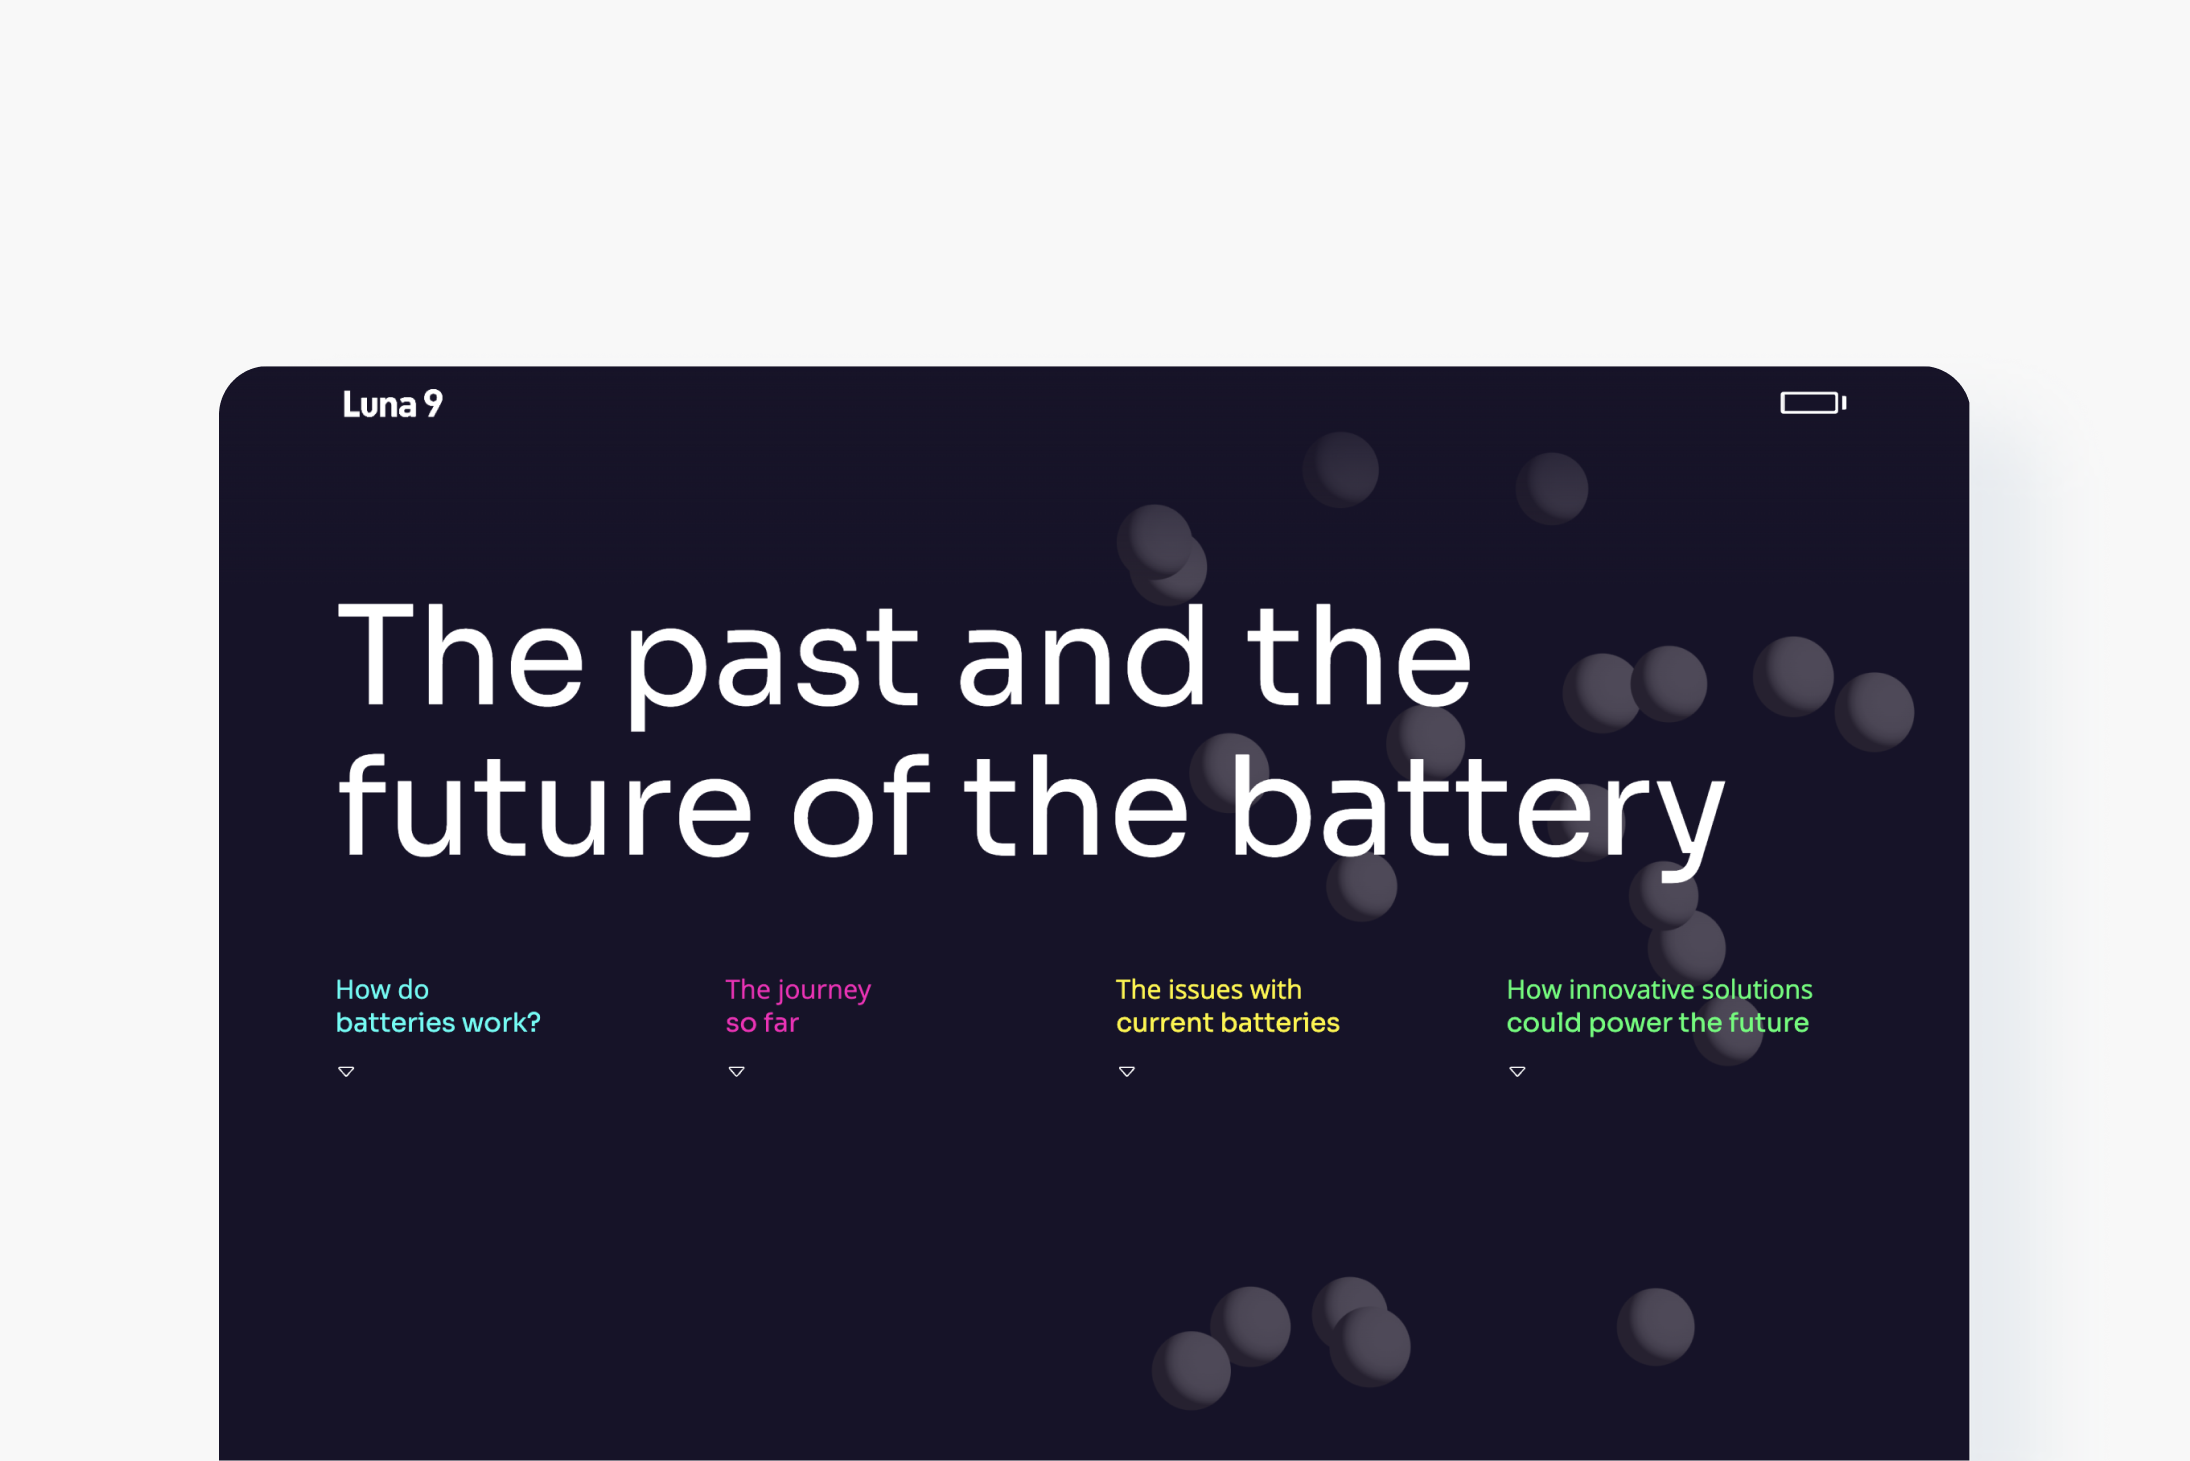 Luna 9
The past and the
future of the battery
How do
batteries work?
The journey
so far
The issues with
current batteries
How innovative solutions
could power the future